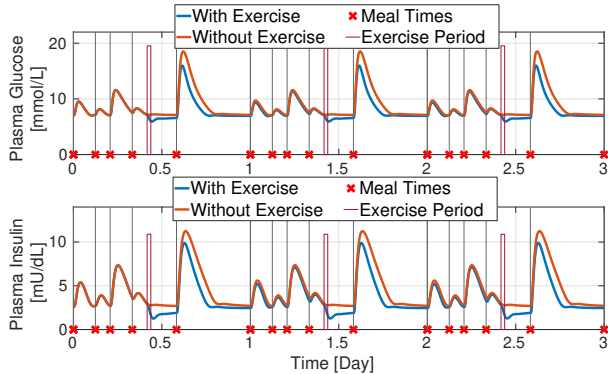 With Exercise
Meal Times
Without Exercise
Exercise Period
Plasma Glucose
[mmol/L]
20
10
0
0
0.5
1
1.5
2
2.5
3
With Exercise
Meal Times
Without Exercise
Exercise Period
Plasma Insulin
[mU/dL]
10
5
0
0
0.5
1
1.5
2
2.5
3
Time [Day]